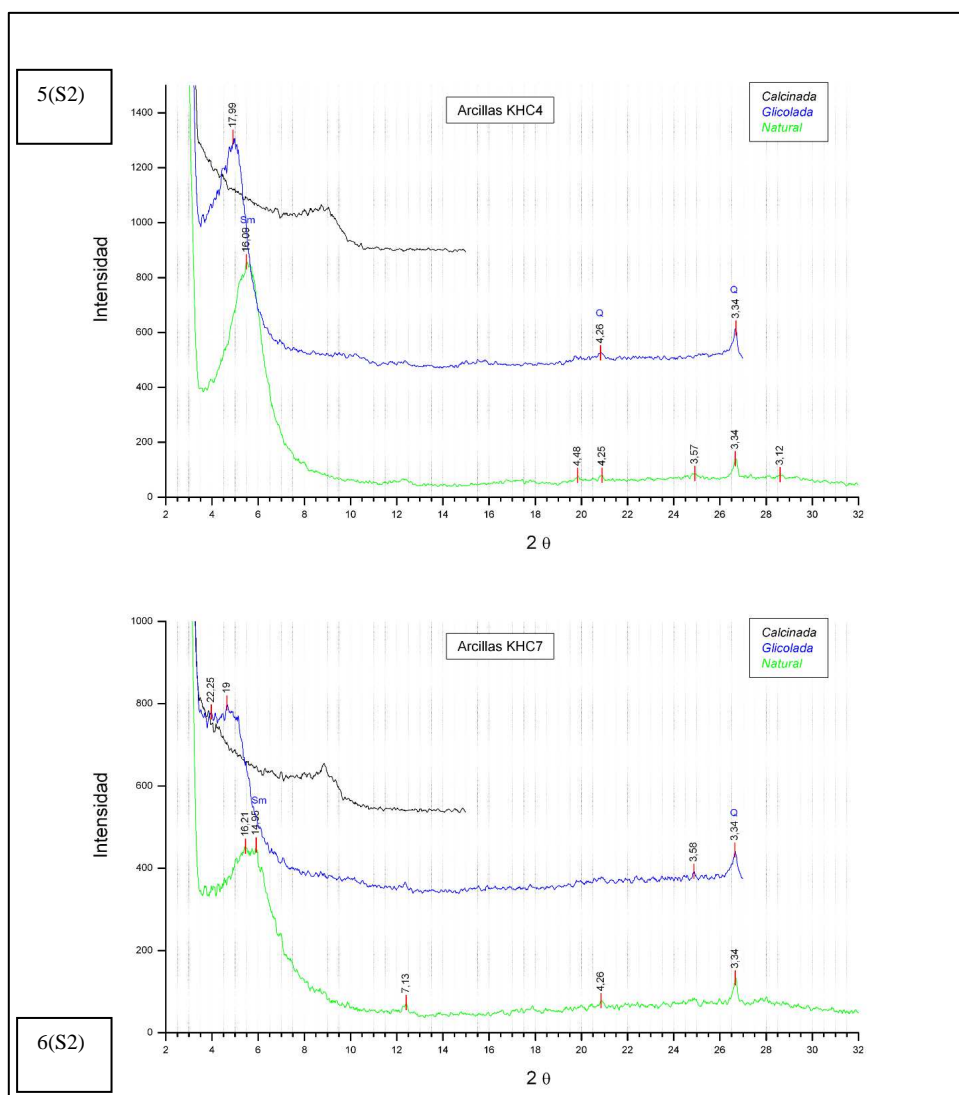 5(S2)
Arcillas KHC4
Calcinada
Glicolada
Natural
Intensidad
1400
1200
1000
800
600
400
200
0
17,99
Sm
16,09
Q
4,26
Q
3,34
4,48
4,25
3,57
3,34
3,12
2 4 6 8 10 12 14 16 18 20 22 24 26 28 30 32
2 θ
Arcillas KHC7
Calcinada
Glicolada
Natural
Intensidad
1000
800
600
400
200
0
22,25
19
Sm
16,21
14,95
Q
3,34
3,58
7,13
4,26
3,34
2 4 6 8 10 12 14 16 18 20 22 24 26 28 30 32
2 θ
6(S2)